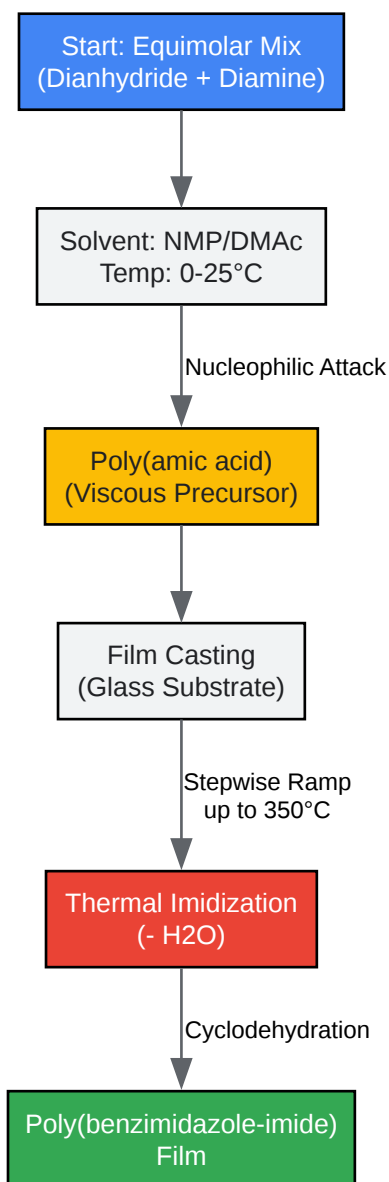 Start: Equimolar Mix
(Dianhydride + Diamine)
Solvent: NMP/DMAc
Temp: 0-25°C
Nucleophilic Attack
Poly(amic acid)
(Viscous Precursor)
Film Casting
(Glass Substrate)
Stepwise Ramp
up to 350°C
Thermal Imidization
(- H2O)
Cyclodehydration
Poly(benzimidazole-imide)
Film